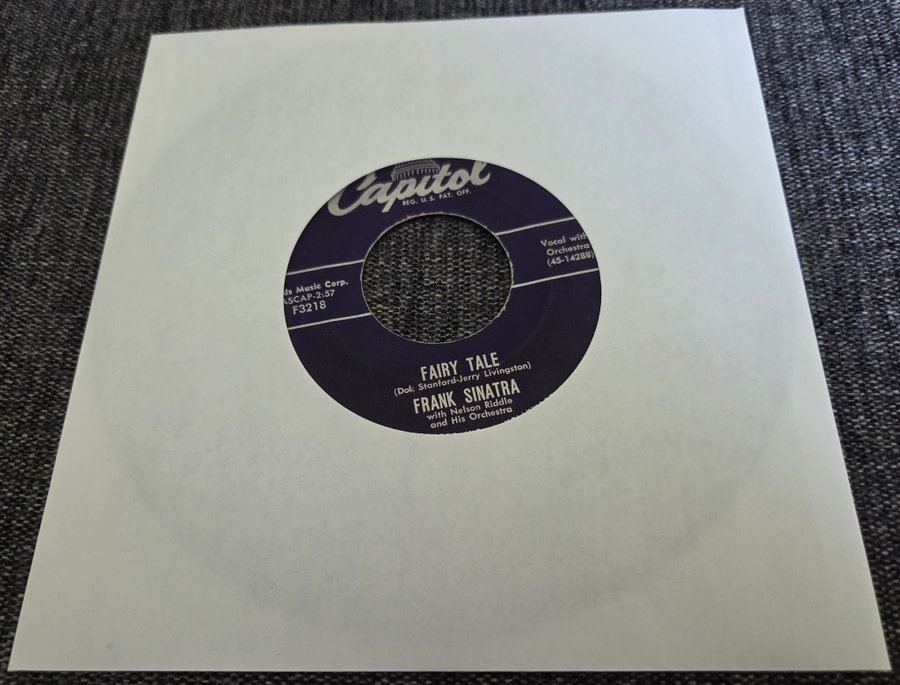 Capitol
REG. U.S. PAT. OFF.
Vocal with
Orchestra
(45-14288)
ds Music Corp.
ASCAP-2:57
F3218
FAIRY TALE
(Dok Stanford-Jerry Livingston)
FRANK SINATRA
with Nelson Riddle
and His Orchestra